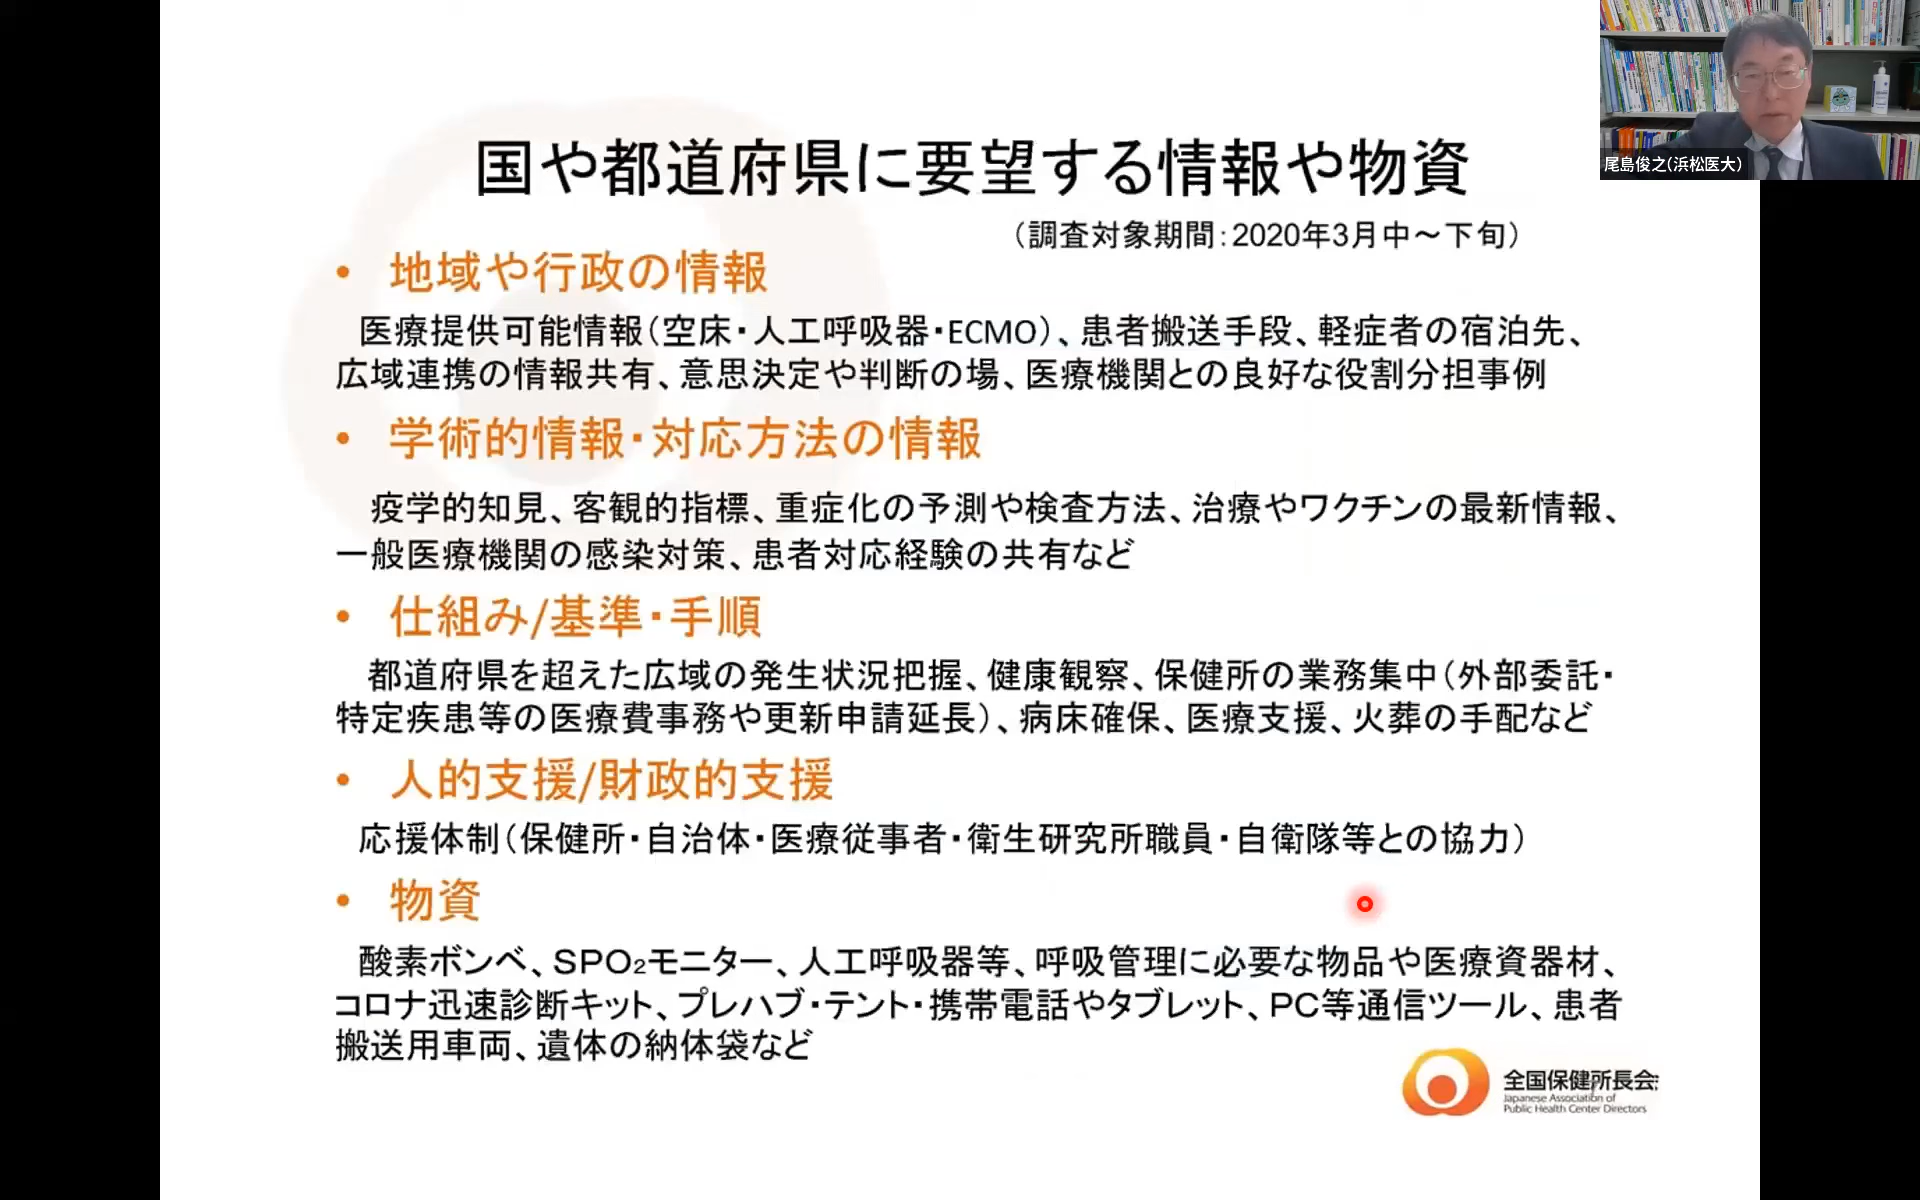 国や都道府県に要望する情報や物資
（調査対象期間：2020年3月中～下旬）
• 地域や行政の情報
医療提供可能情報（空床・人工呼吸器・ECMO）、患者搬送手段、軽症者の宿泊先、
広域連携の情報共有、意思決定や判断の場、医療機関との良好な役割分担事例
• 学術的情報・対応方法の情報
疫学的知見、客観的指標、重症化の予測や検査方法、治療やワクチンの最新情報、
一般医療機関の感染対策、患者対応経験の共有など
• 仕組み/基準・手順
都道府県を超えた広域の発生状況把握、健康観察、保健所の業務集中（外部委託・
特定疾患等の医療費事務や更新申請延長）、病床確保、医療支援、火葬の手配など
• 人的支援/財政的支援
応援体制（保健所・自治体・医療従事者・衛生研究所職員・自衛隊等との協力）
• 物資
酸素ボンベ、SPO₂モニター、人工呼吸器等、呼吸管理に必要な物品や医療資器材、
コロナ迅速診断キット、プレハブ・テント・携帯電話やタブレット、PC等通信ツール、患者
搬送用車両、遺体の納体袋など
全国保健所長会
Japanese Association of
Public Health Center Directors
尾島俊之（浜松医大）